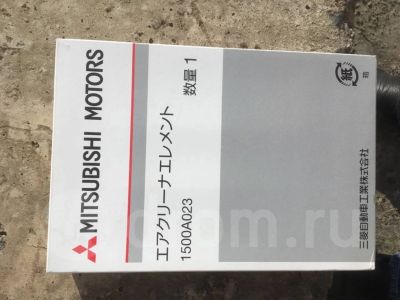 MITSUBISHI MOTORS
エアクリーナエレメント
1500A023
数量 1
紙
箱
三菱自動車工業株式会社